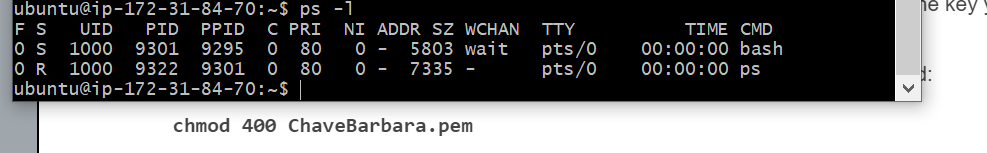 ubuntu@ip-172-31-84-70:~$ ps -l
F S   UID   PID  PPID  C PRI  NI ADDR SZ WCHAN  TTY          TIME CMD
0 S  1000  9301  9295  0  80   0 -  5803 wait   pts/0    00:00:00 bash
0 R  1000  9322  9301  0  80   0 -  7335 -      pts/0    00:00:00 ps
ubuntu@ip-172-31-84-70:~$
chmod 400 ChaveBarbara.pem